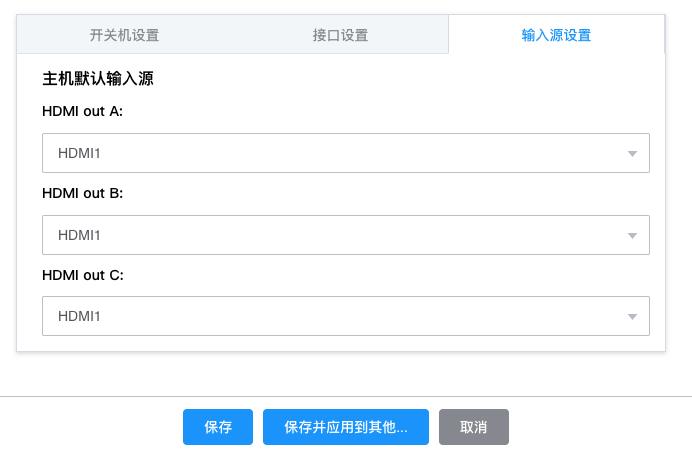 开关机设置 接口设置 输入源设置
主机默认输入源
HDMI out A:
HDMI1
HDMI out B:
HDMI1
HDMI out C:
HDMI1
保存 保存并应用到其他... 取消